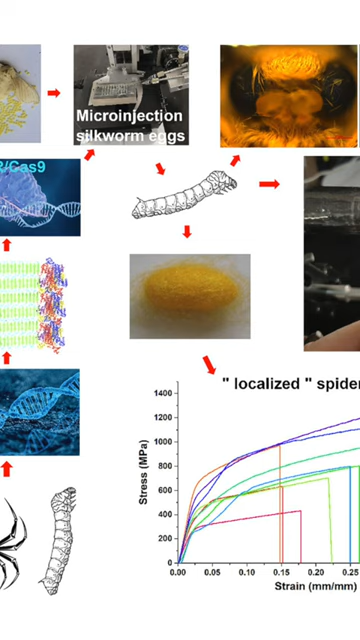 Microinjection
silkworm eggs
/Cas9
" localized " spider
Stress (MPa)
1400
1200
1000
800
600
400
200
0
0.00
0.05
0.10
0.15
0.20
0.25
Strain (mm/mm)